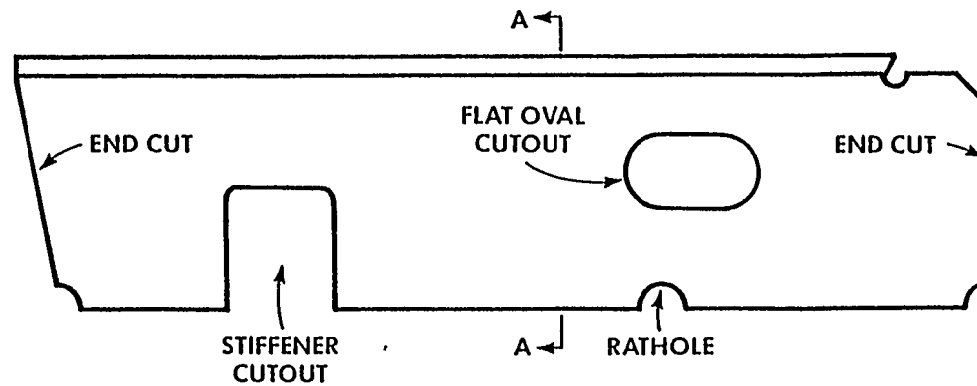 A
END CUT
FLAT OVAL
CUTOUT
END CUT
STIFFENER
CUTOUT
A
RATHOLE